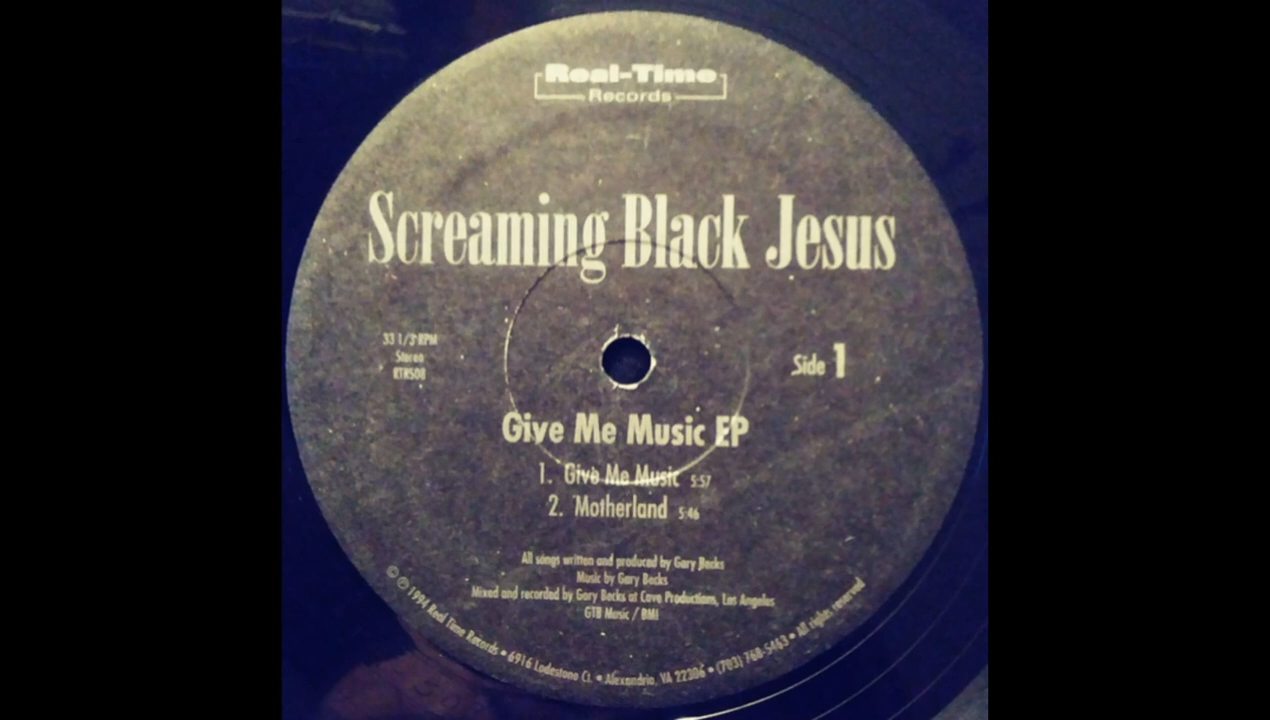 Real-Time
Records
Screaming Black Jesus
33 1/3 RPM
Stereo
RTR508
Side 1
Give Me Music EP
1. Give Me Music 5:57
2. Motherland 5:46
All songs written and produced by Gary Becks
Music by Gary Becks
Mixed and recorded by Gary Becks at Cave Productions, Los Angeles
GTB Music / BMI
© ℗ 1994 Real Time Records • 6916 Lodestone Ct. • Alexandria, VA 22306 • (703) 768-5463 • All rights reserved